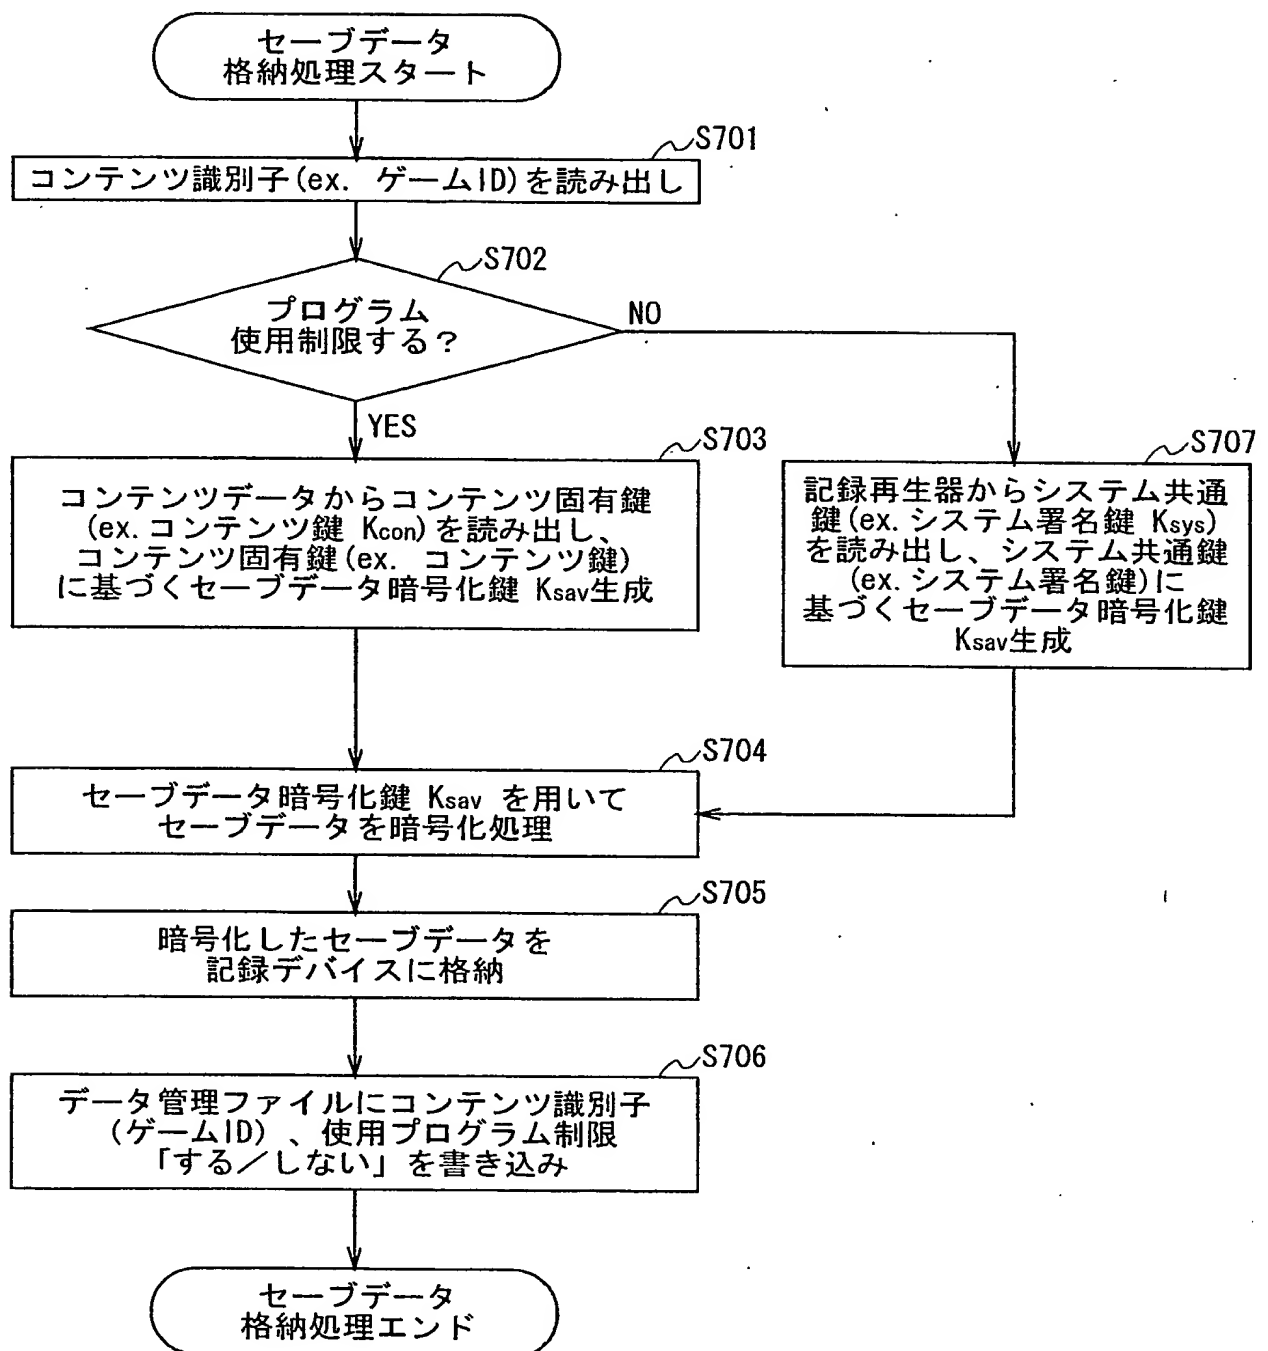 セーブデータ
格納処理スタート
S701
コンテンツ識別子(ex. ゲームID)を読み出し
S702
プログラム
使用制限する?
NO
YES
S703
コンテンツデータからコンテンツ固有鍵
(ex.コンテンツ鍵 Kcon)を読み出し、
コンテンツ固有鍵(ex. コンテンツ鍵)
に基づくセーブデータ暗号化鍵 Ksav生成
S707
記録再生器からシステム共通
鍵(ex.システム署名鍵 Ksys)
を読み出し、システム共通鍵
(ex.システム署名鍵)に
基づくセーブデータ暗号化鍵
Ksav生成
S704
セーブデータ暗号化鍵 Ksav を用いて
セーブデータを暗号化処理
S705
暗号化したセーブデータを
記録デバイスに格納
S706
データ管理ファイルにコンテンツ識別子
(ゲームID)、使用プログラム制限
「する/しない」を書き込み
セーブデータ
格納処理エンド